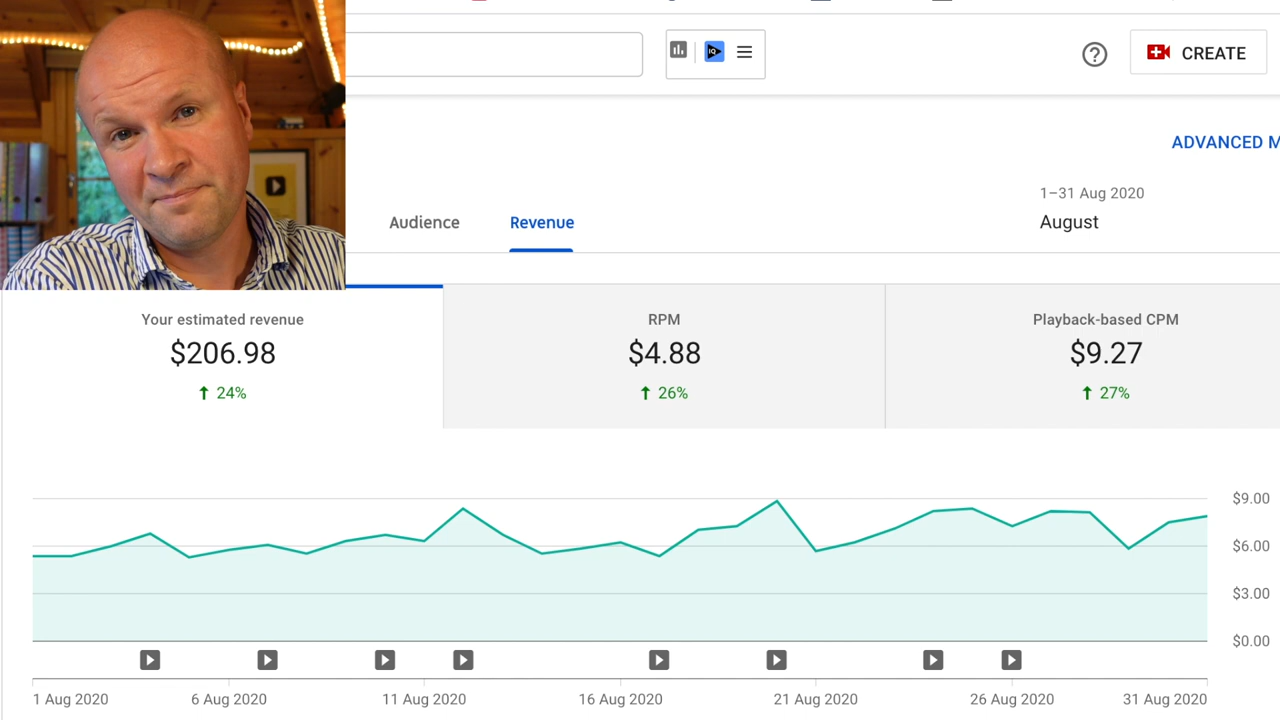 CREATE
ADVANCED M
1–31 Aug 2020
Audience Revenue August
Your estimated revenue RPM Playback-based CPM
$206.98 $4.88 $9.27
24% 26% 27%
$9.00
$6.00
$3.00
$0.00
1 Aug 2020 6 Aug 2020 11 Aug 2020 16 Aug 2020 21 Aug 2020 26 Aug 2020 31 Aug 2020